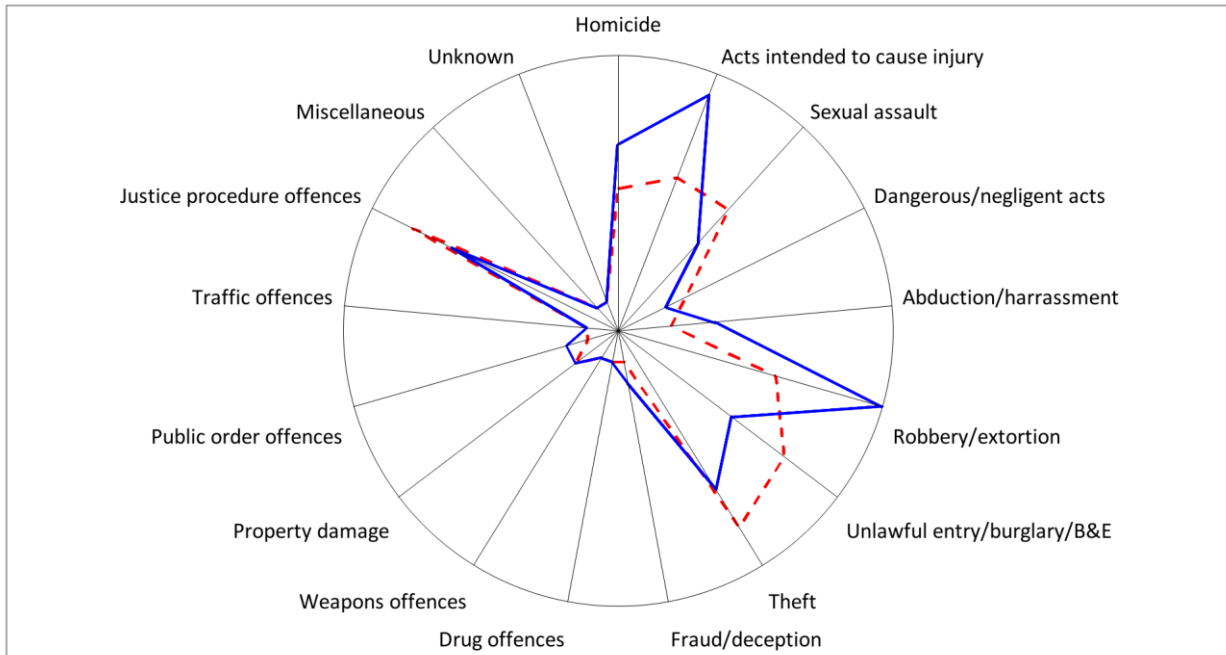 Homicide
Acts intended to cause injury
Sexual assault
Dangerous/negligent acts
Abduction/harrassment
Robbery/extortion
Unlawful entry/burglary/B&E
Theft
Fraud/deception
Drug offences
Weapons offences
Property damage
Public order offences
Traffic offences
Justice procedure offences
Miscellaneous
Unknown